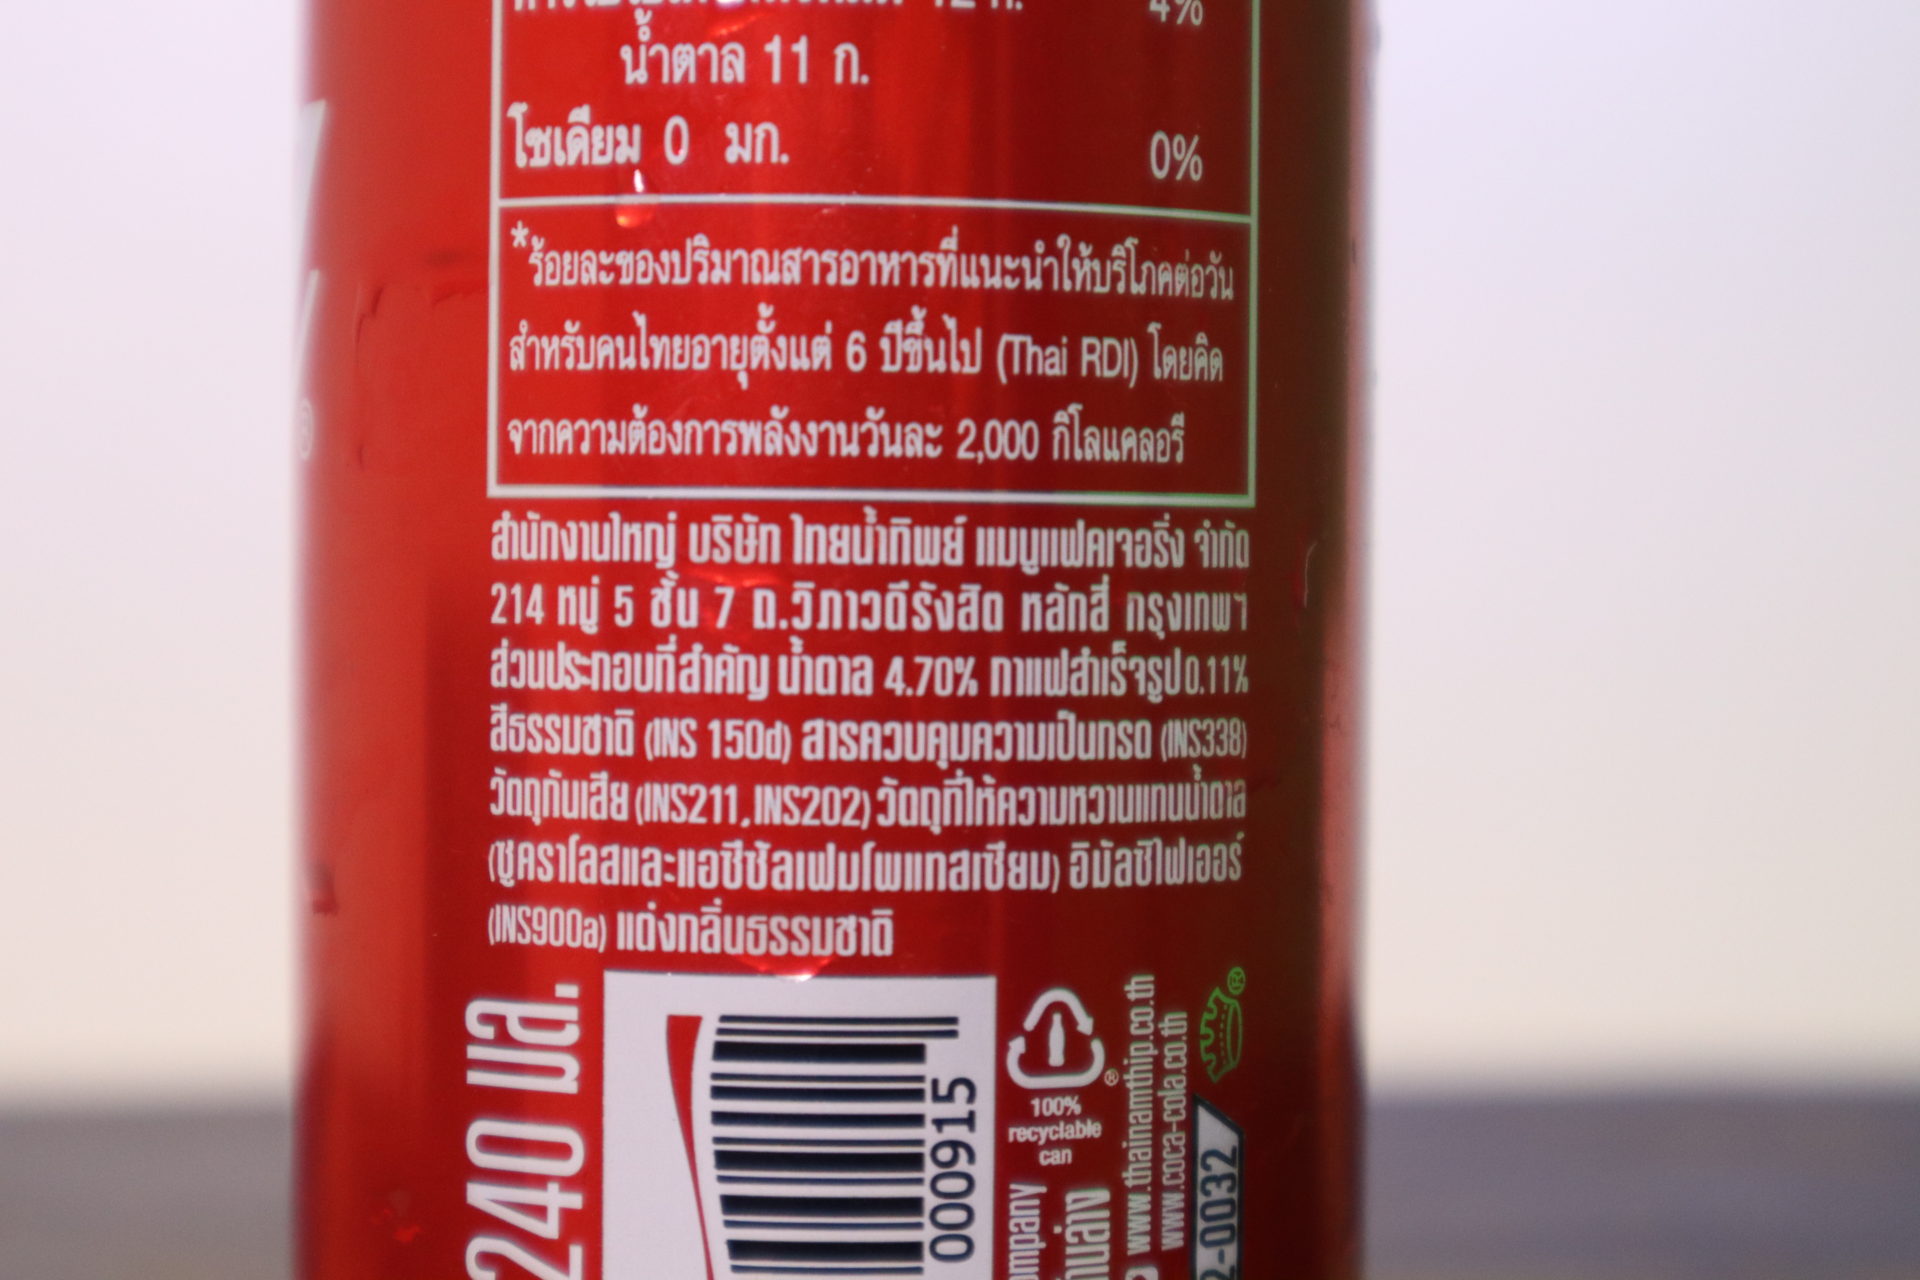 4%
น้ำตาล 11 ก.
โซเดียม 0 มก. 0%
*ร้อยละของปริมาณสารอาหารที่แนะนำให้บริโภคต่อวัน
สำหรับคนไทยอายุตั้งแต่ 6 ปีขึ้นไป (Thai RDI) โดยคิด
จากความต้องการพลังงานวันละ 2,000 กิโลแคลอรี
สำนักงานใหญ่ บริษัท ไทยน้ำทิพย์ แมนูแฟคเจอริ่ง จำกัด
214 หมู่ 5 ชั้น 7 ถ.วิภาวดีรังสิต หลักสี่ กรุงเทพฯ
ส่วนประกอบที่สำคัญ น้ำตาล 4.70% กาแฟสำเร็จรูป 0.11%
สีธรรมชาติ (INS 150d) สารควบคุมความเป็นกรด (INS338)
วัตถุกันเสีย (INS211, INS202) วัตถุที่ให้ความหวานแทนน้ำตาล
(ซูคราโลสและแอซีซัลเฟมโพแทสเซียม) อิมัลซิไฟเออร์
(INS900a) แต่งกลิ่นธรรมชาติ
240 มล.
000915
100%
recyclable
can
www.thainamthip.co.th
www.coca-cola.co.th
2-0032